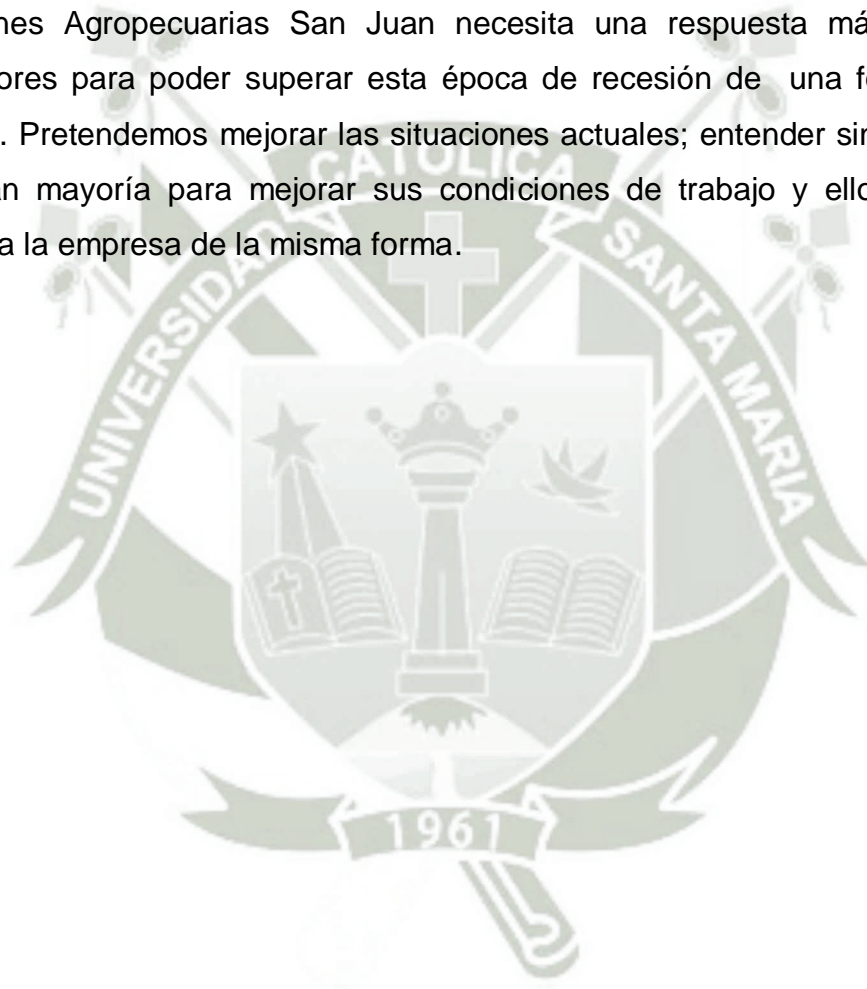 nes Agropecuarias San Juan necesita una respuesta má
ores para poder superar esta época de recesión de una f
. Pretendemos mejorar las situaciones actuales; entender sin
an mayoría para mejorar sus condiciones de trabajo y ello
a la empresa de la misma forma.
UNIVERSIDAD CATOLICA SANTA MARIA
1961